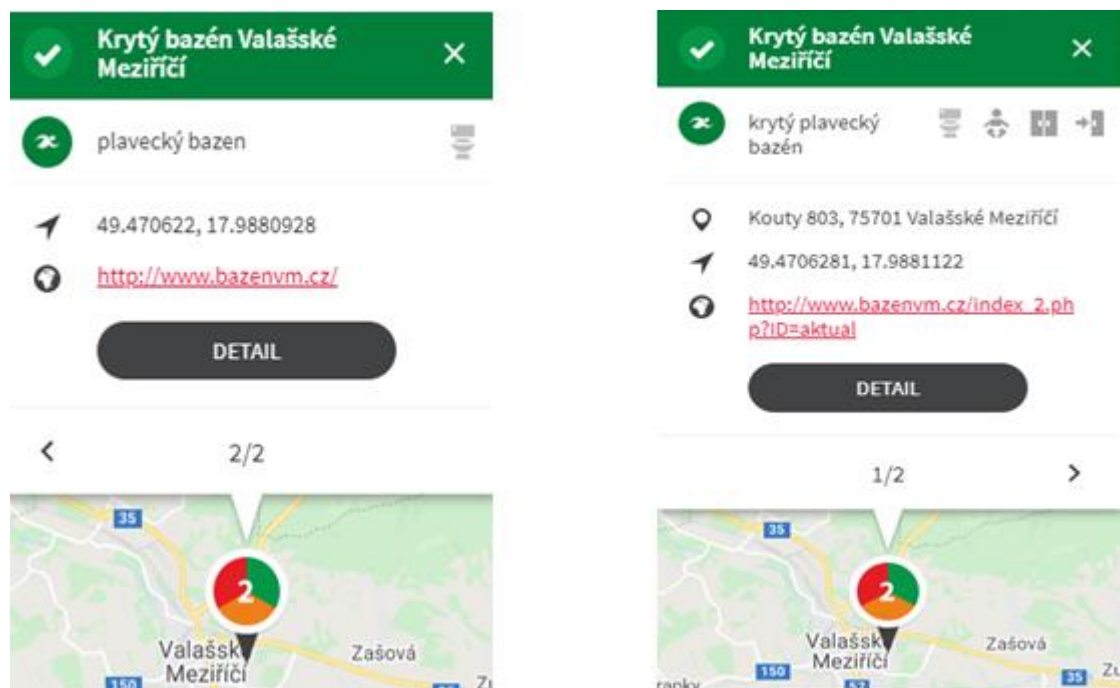 Krytý bazén Valašské
Meziříčí
plavecký bazen
49.470622, 17.9880928
http://www.bazenvm.cz/
DETAIL
2/2
35
2
Valašsk
Meziříčí
Zašová
150
Krytý bazén Valašské
Meziříčí
krytý plavecký
bazén
Kouty 803, 75701 Valašské Meziříčí
49.4706281, 17.9881122
http://www.bazenvm.cz/index_2.ph
p?ID=aktual
DETAIL
1/2
35
2
Valašsk
Meziříčí
Zašová
150
57
35